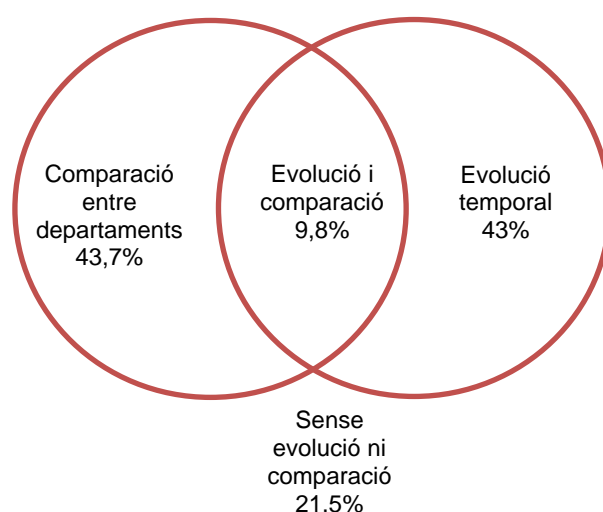 Comparació
entre
departaments
43,7%
Evolució i
comparació
9,8%
Evolució
temporal
43%
Sense
evolució ni
comparació
21,5%